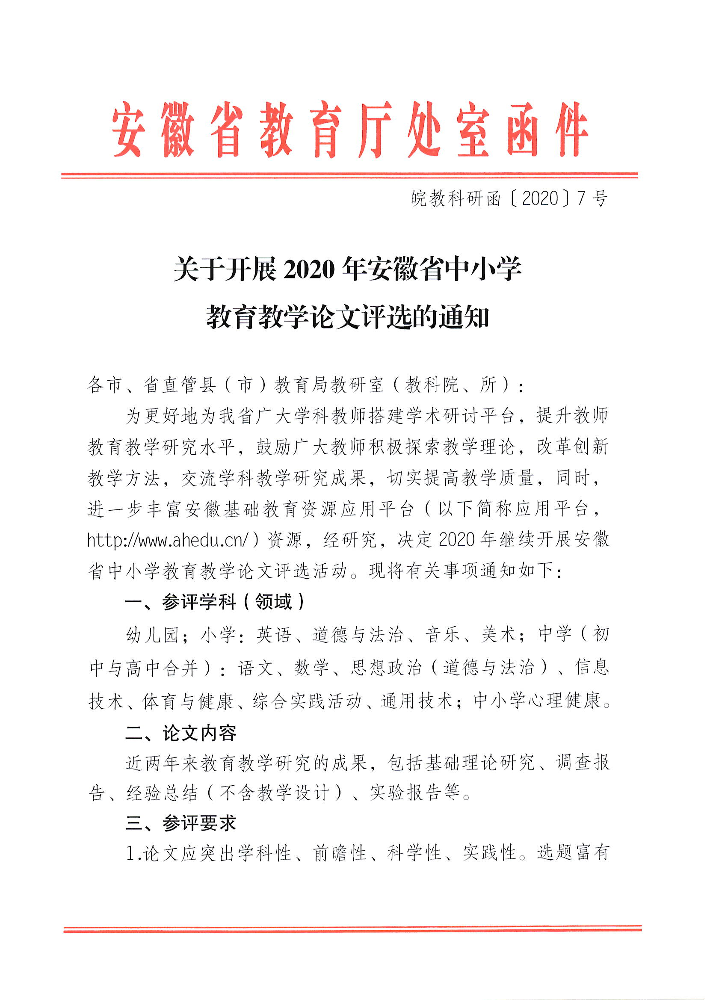 安徽省教育厅处室函件
皖教科研函〔2020〕7 号
关于开展 2020 年安徽省中小学
教育教学论文评选的通知
各市、省直管县（市）教育局教研室（教科院、所）：
为更好地为我省广大学科教师搭建学术研讨平台，提升教师
教育教学研究水平，鼓励广大教师积极探索教学理论，改革创新
教学方法，交流学科教学研究成果，切实提高教学质量，同时，
进一步丰富安徽基础教育资源应用平台（以下简称应用平台，
http://www.ahedu.cn/）资源，经研究，决定 2020 年继续开展安徽
省中小学教育教学论文评选活动。现将有关事项通知如下：
一、参评学科（领域）
幼儿园；小学：英语、道德与法治、音乐、美术；中学（初
中与高中合并）：语文、数学、思想政治（道德与法治）、信息
技术、体育与健康、综合实践活动、通用技术；中小学心理健康。
二、论文内容
近两年来教育教学研究的成果，包括基础理论研究、调查报
告、经验总结（不含教学设计）、实验报告等。
三、参评要求
1.论文应突出学科性、前瞻性、科学性、实践性。选题富有